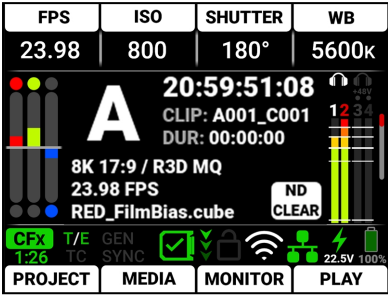 FPS ISO SHUTTER WB
23.98 800 180° 5600K
20:59:51:08
A
CLIP: A001_C001
DUR: 00:00:00
+48V
1 2 3 4
8K 17:9 / R3D MQ
23.98 FPS
RED_FilmBias.cube
ND
CLEAR
CFx T/E GEN
1:26 TC SYNC 22.5V 100%
PROJECT MEDIA MONITOR PLAY